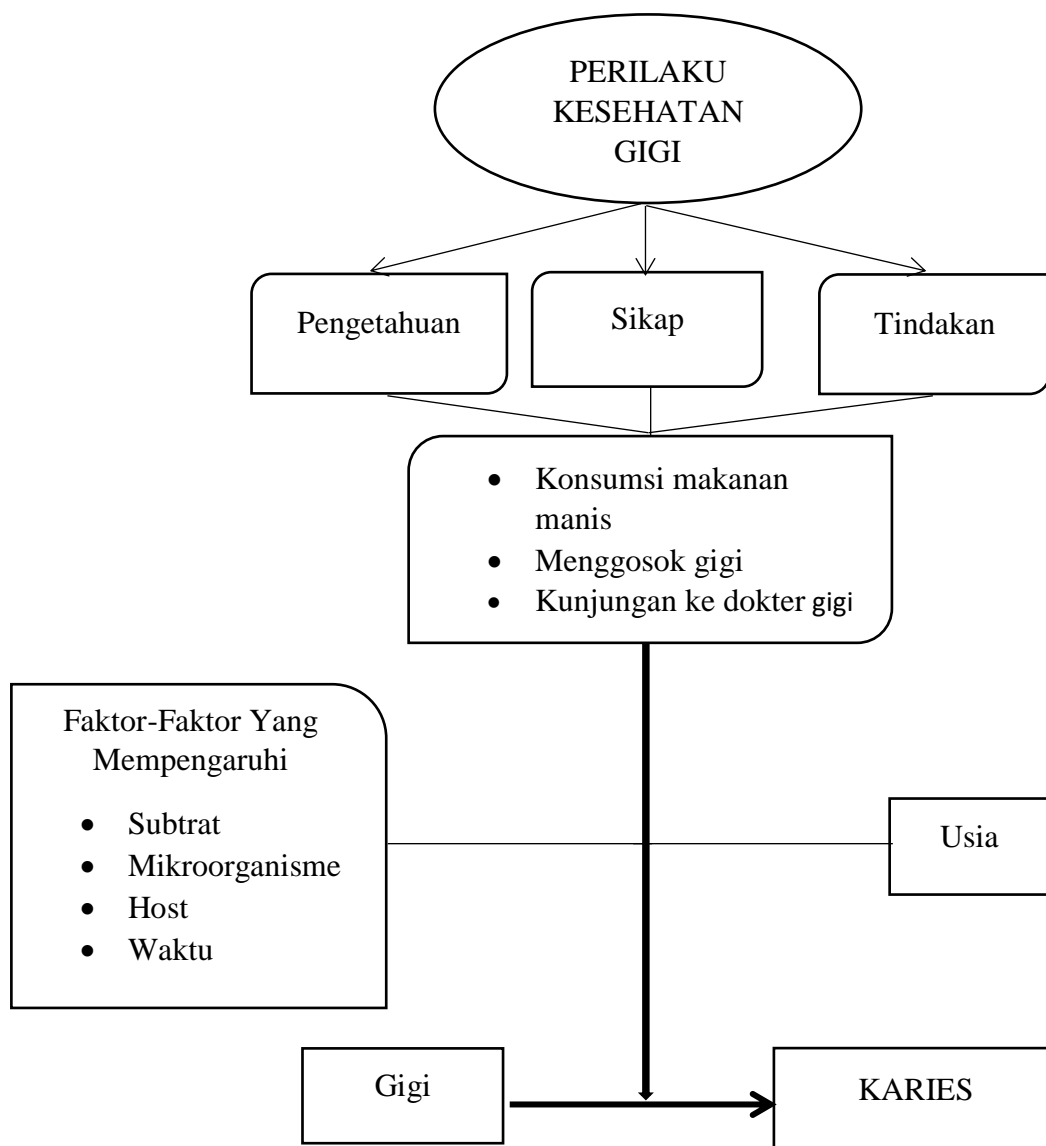 PERILAKU
KESEHATAN
GIGI
Pengetahuan
Sikap
Tindakan
• Konsumsi makanan
manis
• Menggosok gigi
• Kunjungan ke dokter gigi
Faktor-Faktor Yang
Mempengaruhi
• Subtrat
• Mikroorganisme
• Host
• Waktu
Usia
Gigi
KARIES